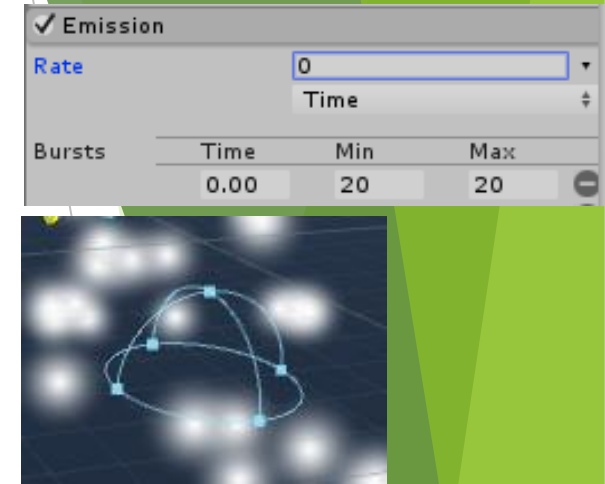 Emission
Rate 0
Time
Bursts Time Min Max
0.00 20 20